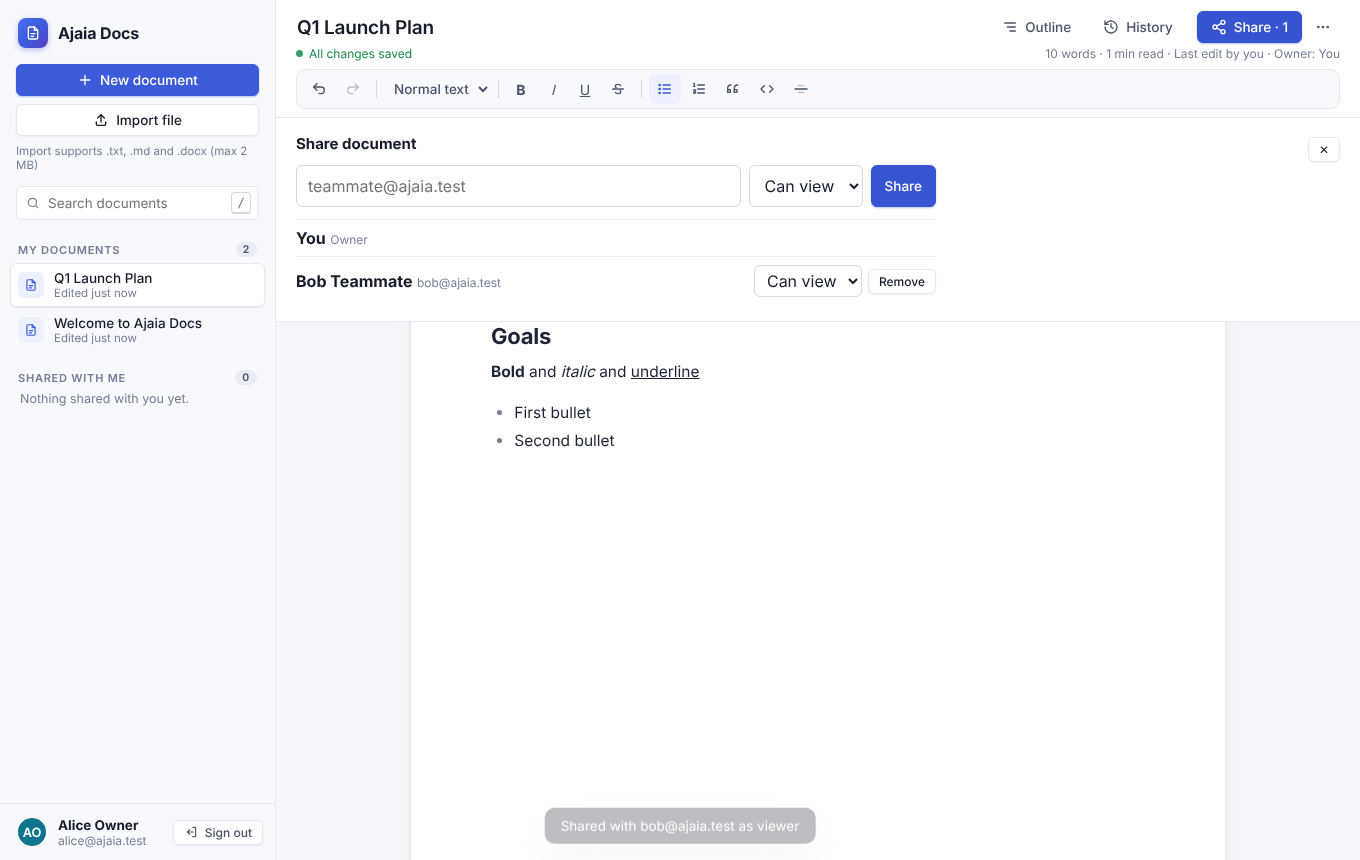 Ajaia Docs
New document
Import file
Import supports .txt, .md and .docx (max 2
MB)
Search documents /
MY DOCUMENTS 2
Q1 Launch Plan
Edited just now
Welcome to Ajaia Docs
Edited just now
SHARED WITH ME 0
Nothing shared with you yet.
AO
Alice Owner
alice@ajaia.test
Sign out
Q1 Launch Plan
Outline
History
Share · 1
All changes saved
10 words · 1 min read · Last edit by you · Owner: You
Normal text
B I U S
Share document
teammate@ajaia.test
Can view
Share
You Owner
Bob Teammate bob@ajaia.test
Can view
Remove
Goals
Bold and italic and underline
First bullet
Second bullet
Shared with bob@ajaia.test as viewer